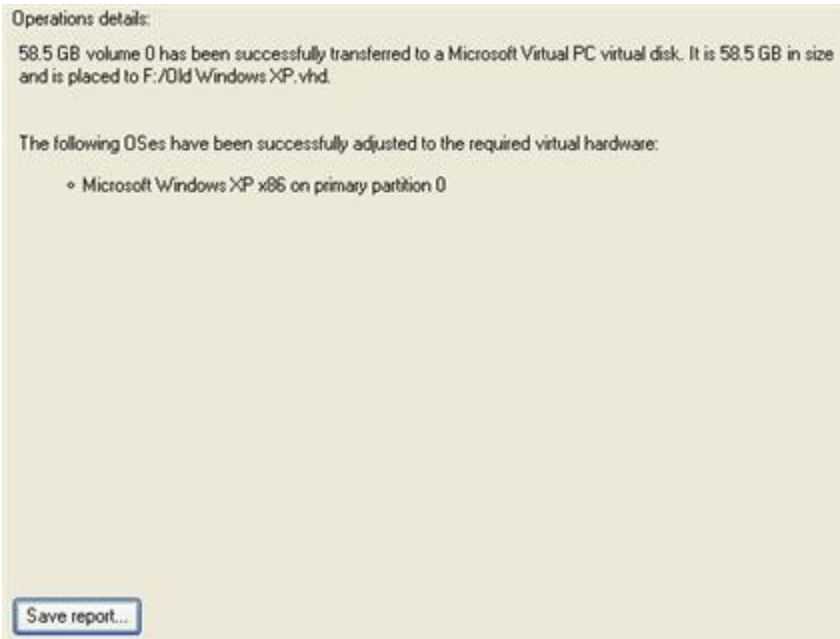 Operations details:
58.5 GB volume 0 has been successfully transferred to a Microsoft Virtual PC virtual disk. It is 58.5 GB in size
and is placed to F:/Old Windows XP.vhd.
The following OSes have been successfully adjusted to the required virtual hardware:
• Microsoft Windows XP x86 on primary partition 0
Save report...